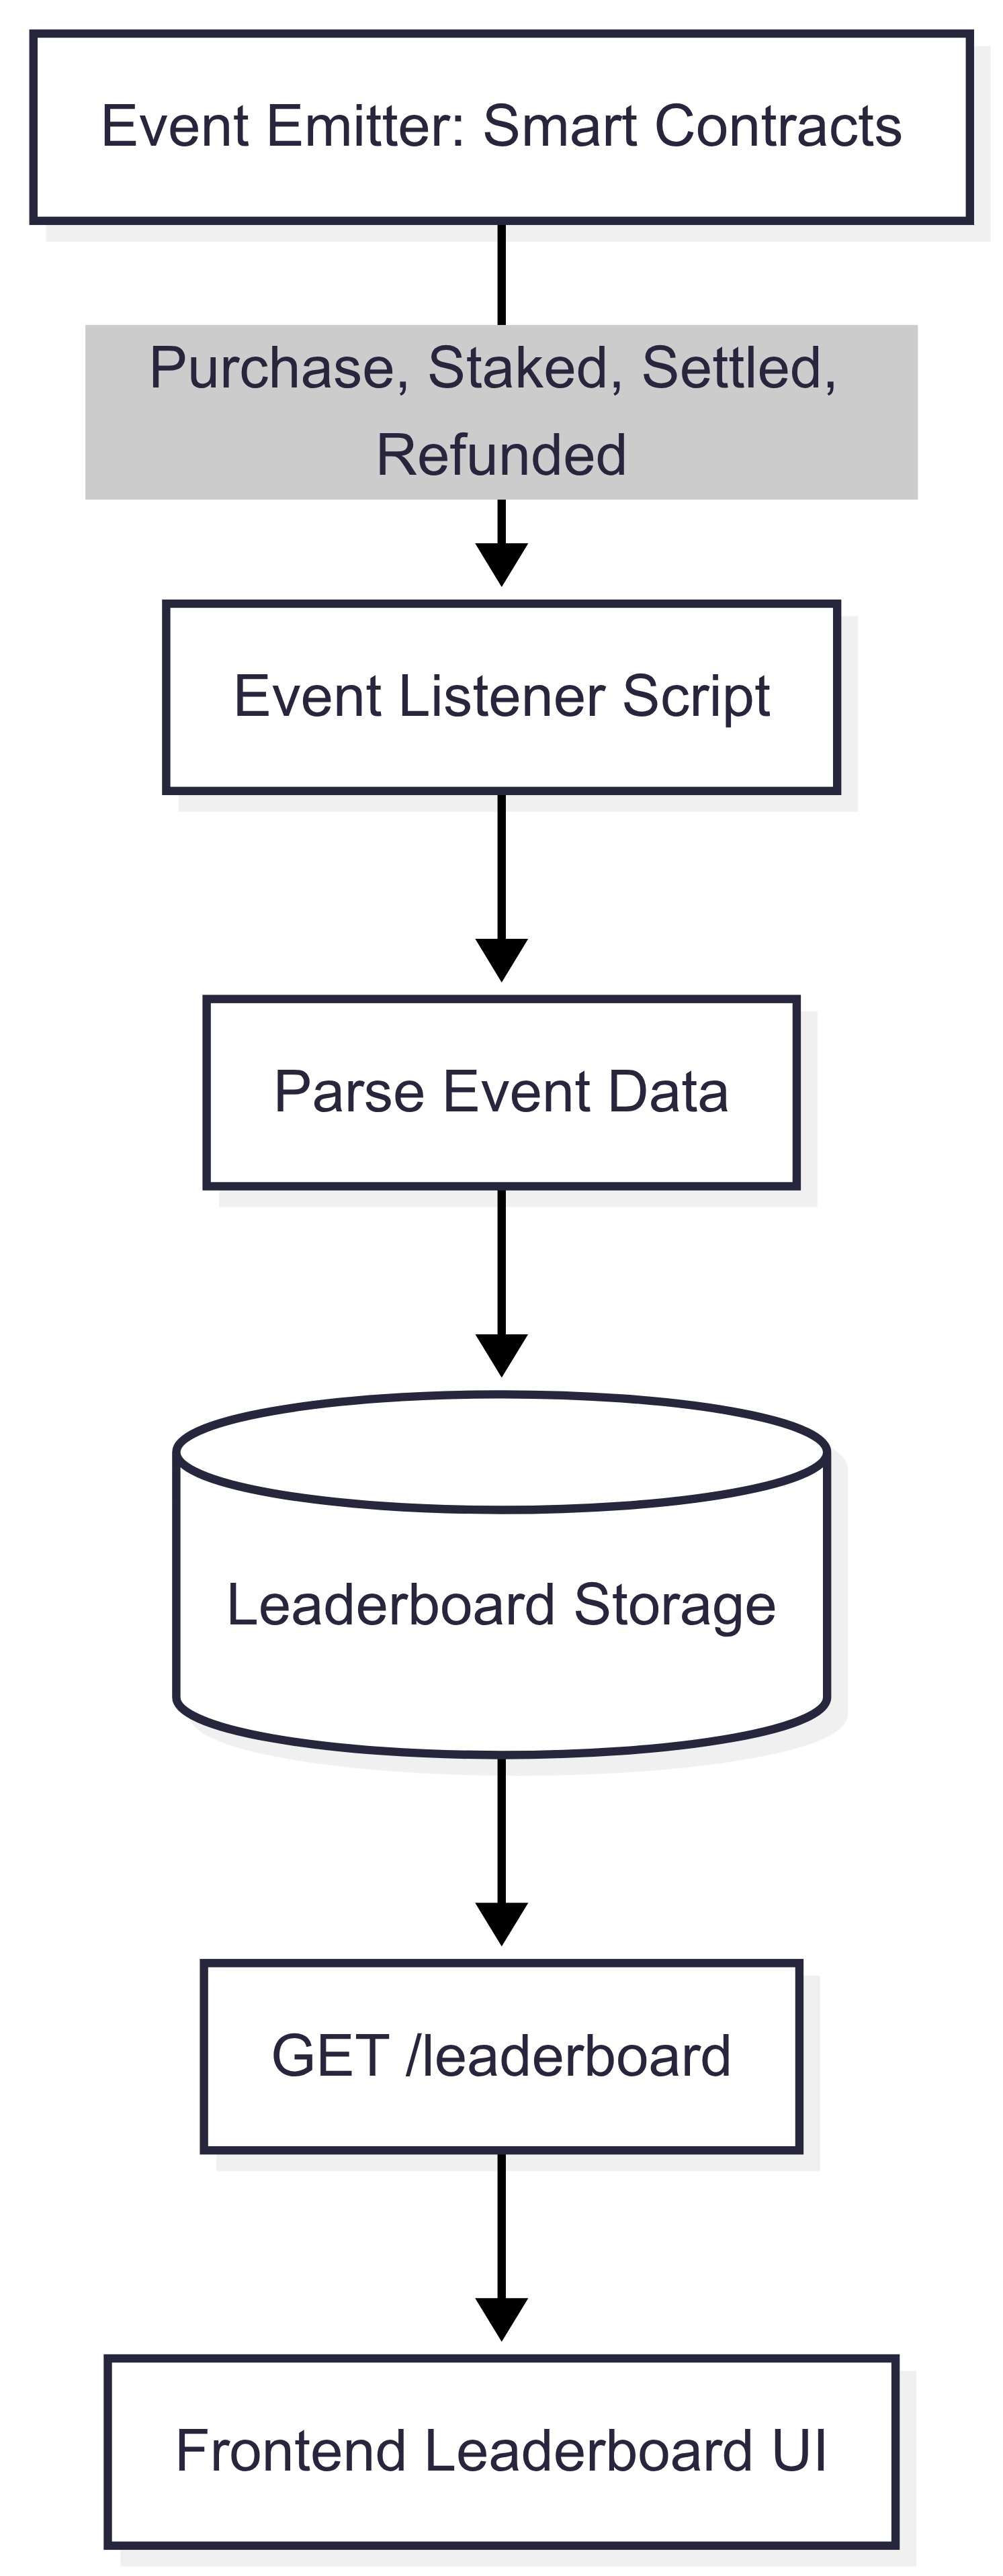 Event Emitter: Smart Contracts
Purchase, Staked, Settled,
Refunded
Event Listener Script
Parse Event Data
Leaderboard Storage
GET /leaderboard
Frontend Leaderboard UI